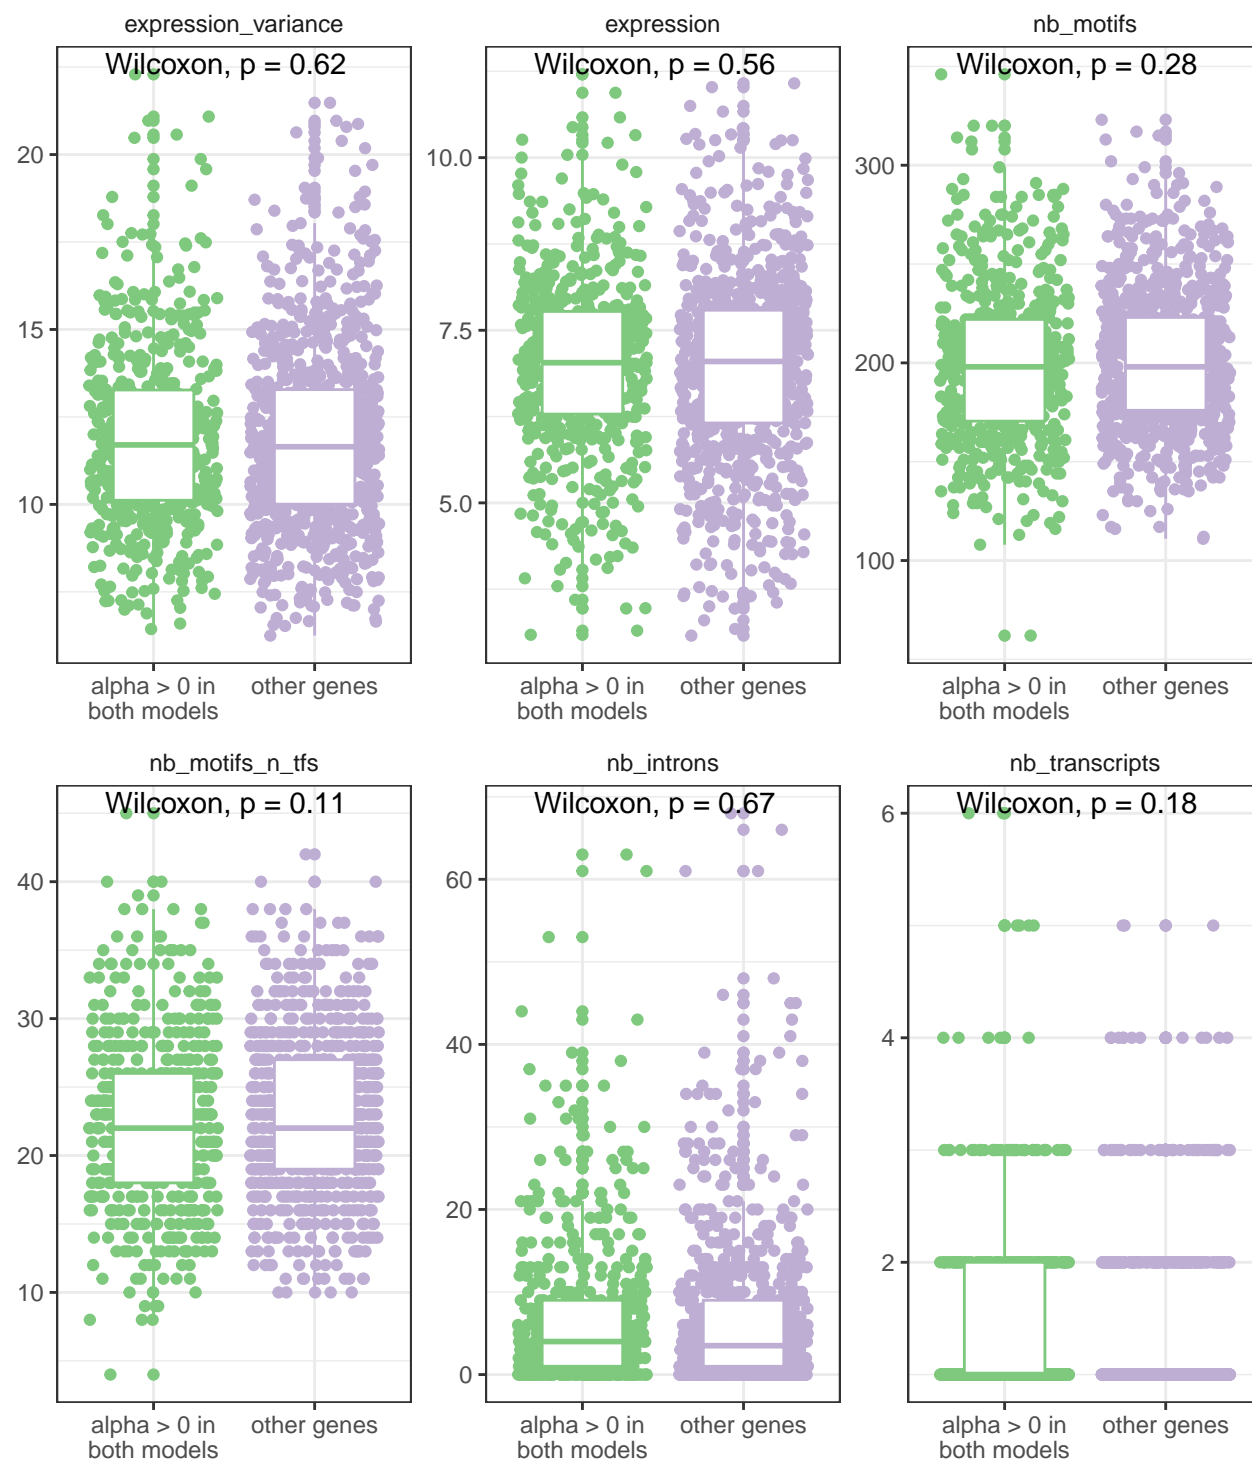 expression_variance
expression
nb_motifs
Wilcoxon, p = 0.62
Wilcoxon, p = 0.56
Wilcoxon, p = 0.28
20
15
10
10.0
7.5
5.0
300
200
100
alpha > 0 in
both models
other genes
alpha > 0 in
both models
other genes
alpha > 0 in
both models
other genes
nb_motifs_n_tfs
nb_introns
nb_transcripts
Wilcoxon, p = 0.11
Wilcoxon, p = 0.67
Wilcoxon, p = 0.18
40
30
20
10
60
40
20
0
6
4
2
alpha > 0 in
both models
other genes
alpha > 0 in
both models
other genes
alpha > 0 in
both models
other genes